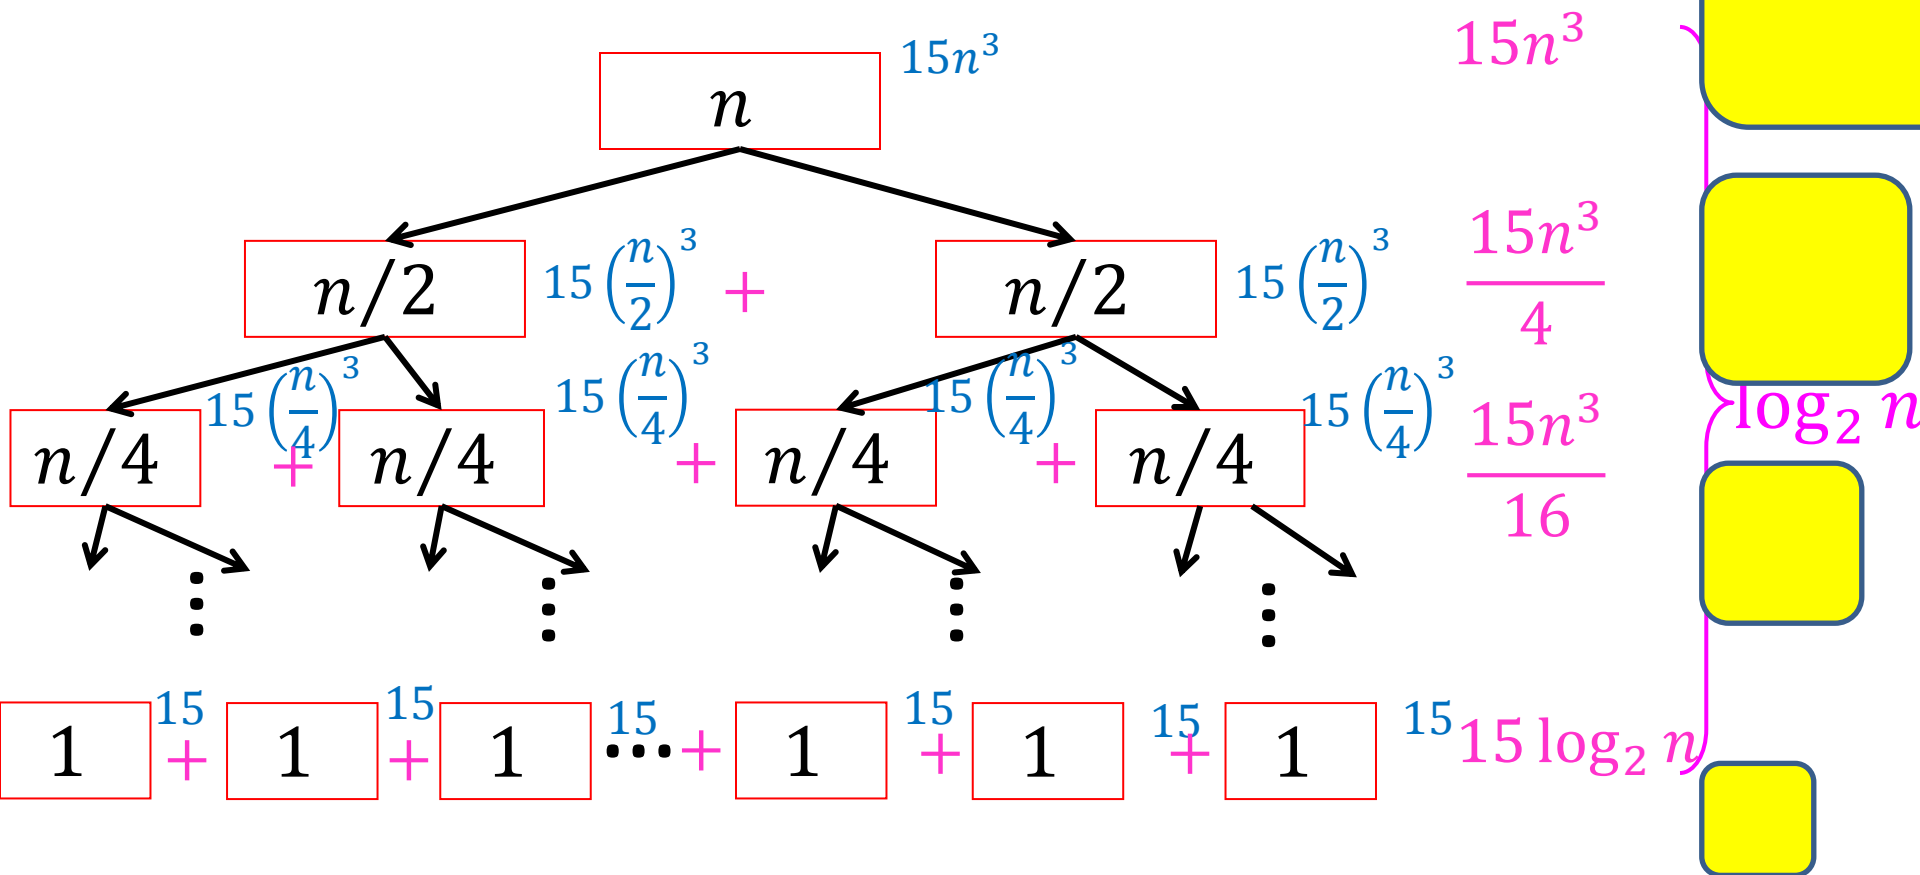 n 15n³ 15n³
n/2 15(n/2)³ + n/2 15(n/2)³ 15n³/4
n/4 15(n/4)³ + n/4 15(n/4)³ + n/4 15(n/4)³ + n/4 15(n/4)³ 15n³/16
log₂ n
⋮ ⋮ ⋮ ⋮
1 15 + 1 15 + 1 15 ⋯ + 1 15 + 1 15 + 1 15 15 log₂ n